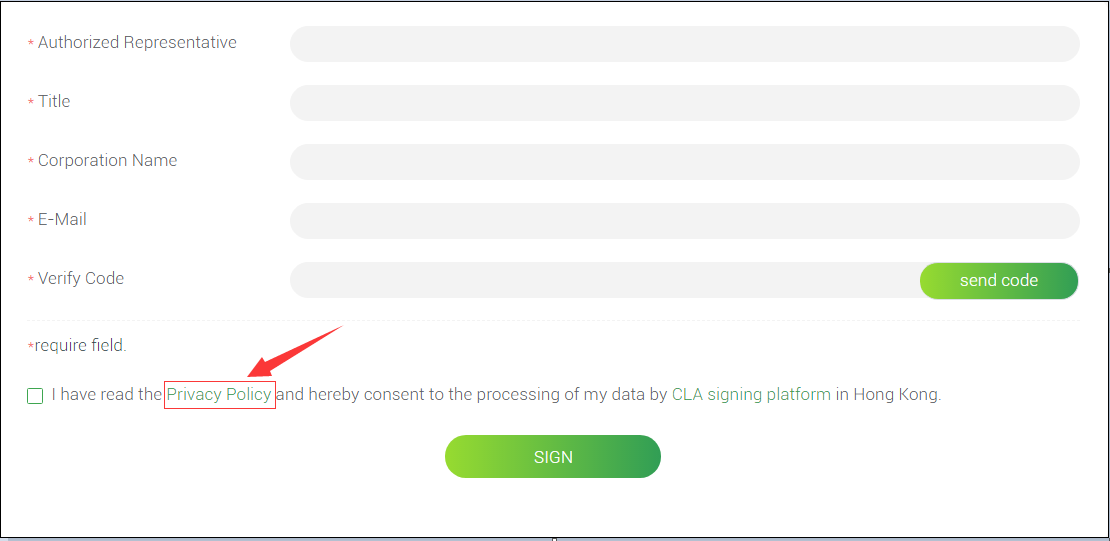 * Authorized Representative
* Title
* Corporation Name
* E-Mail
* Verify Code
send code
*require field.
I have read the Privacy Policy and hereby consent to the processing of my data by CLA signing platform in Hong Kong.
SIGN